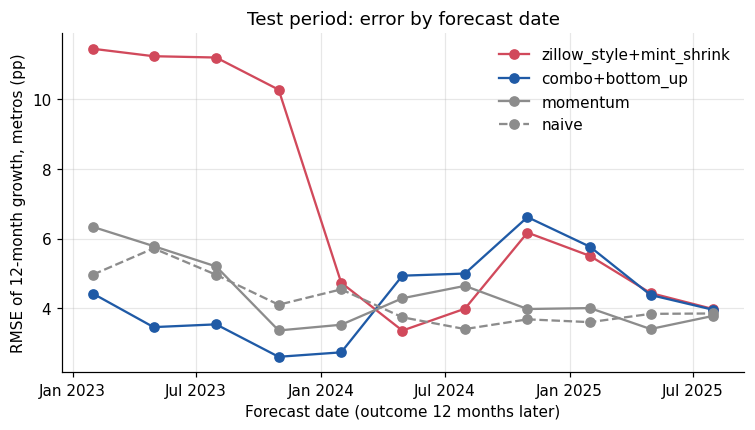 Test period: error by forecast date
zillow_style+mint_shrink
combo+bottom_up
momentum
naive
RMSE of 12-month growth, metros (pp)
10
8
6
4
Jan 2023 Jul 2023 Jan 2024 Jul 2024 Jan 2025 Jul 2025
Forecast date (outcome 12 months later)